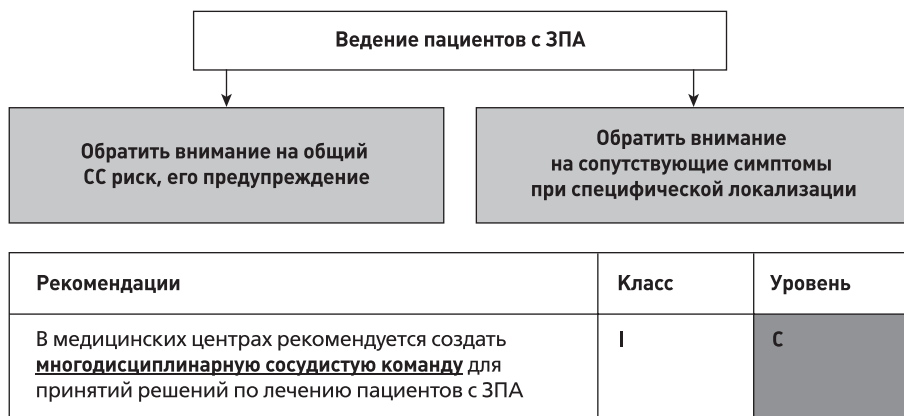 Ведение пациентов с ЗПА
Обратить внимание на общий
СС риск, его предупреждение
Обратить внимание
на сопутствующие симптомы
при специфической локализации
Рекомендации Класс Уровень
В медицинских центрах рекомендуется создать I C
многодисциплинарную сосудистую команду для
принятий решений по лечению пациентов с ЗПА